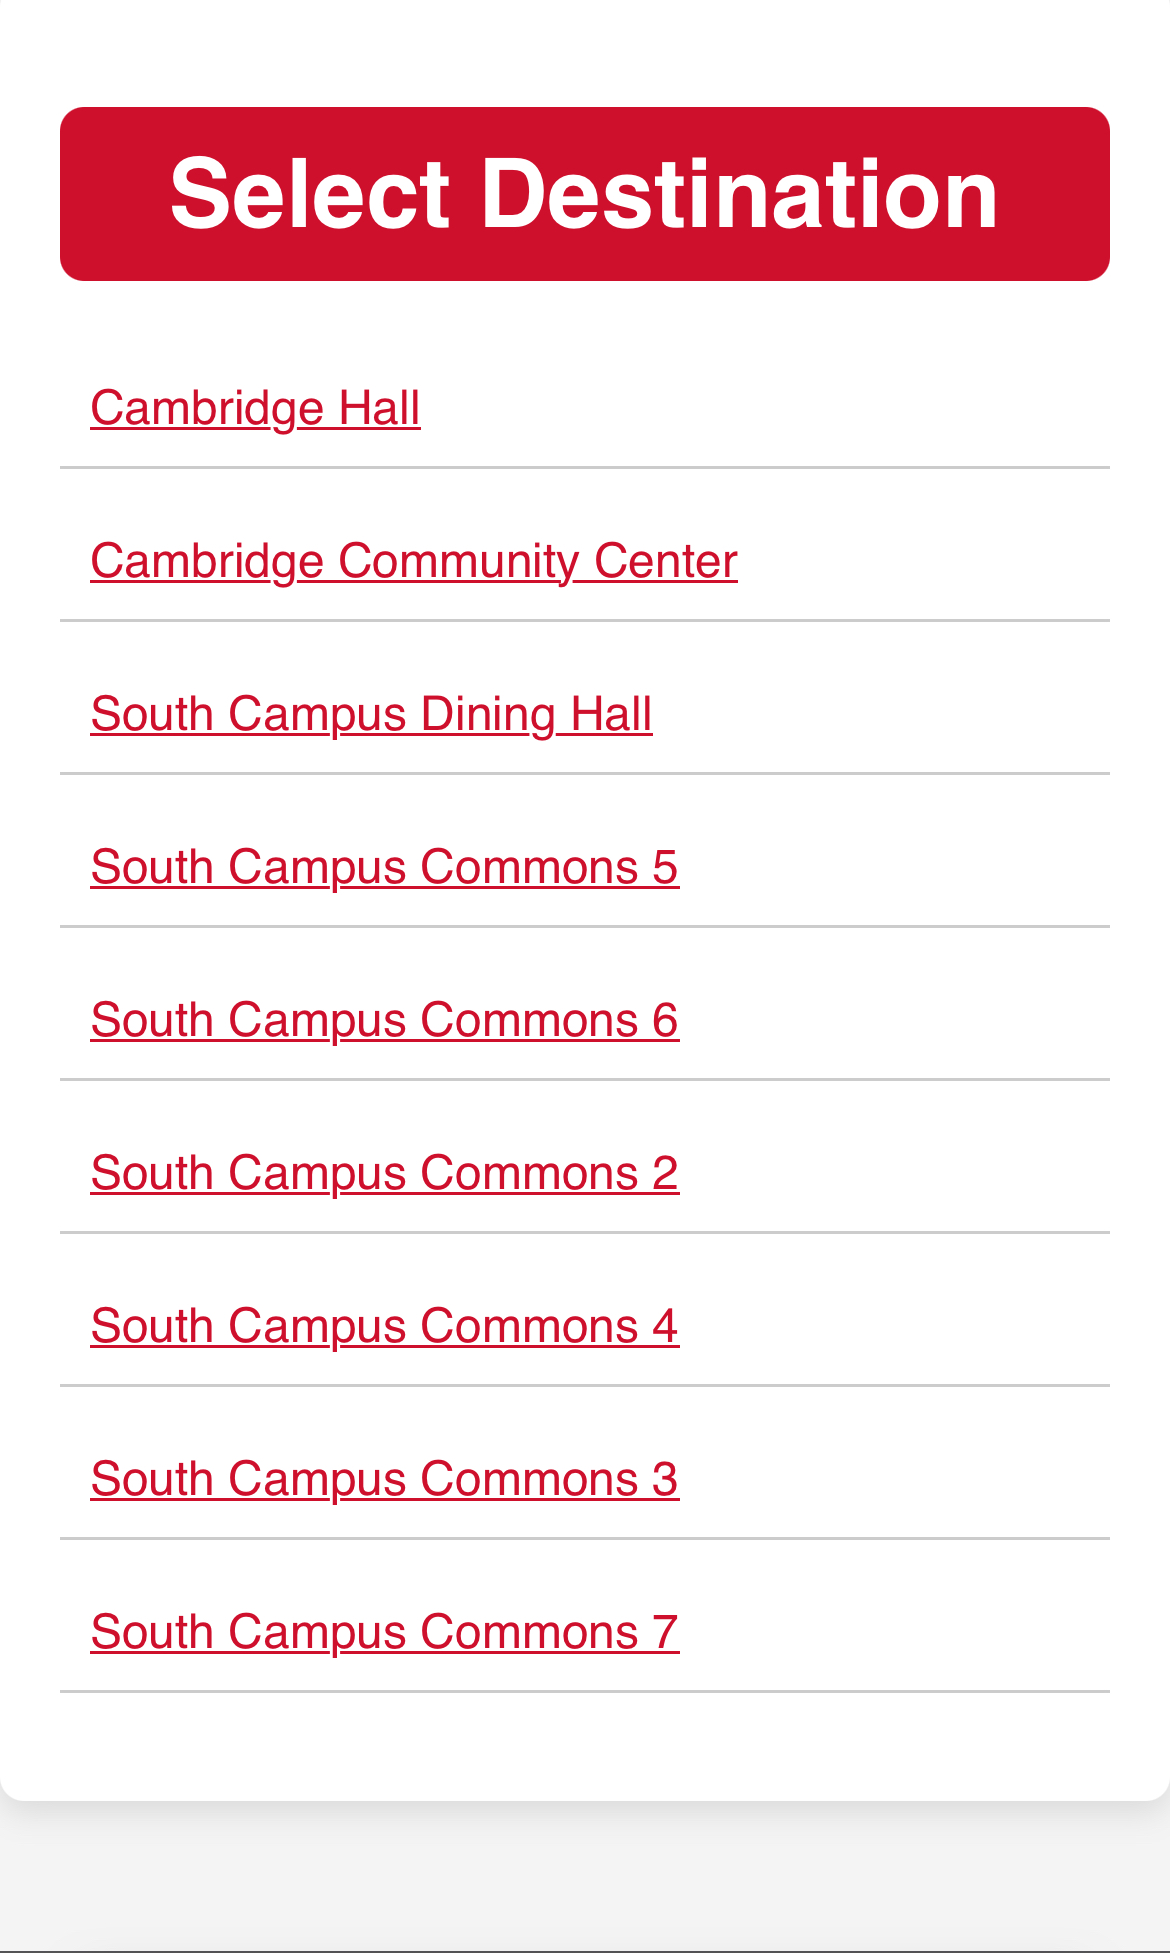 Select Destination
Cambridge Hall
Cambridge Community Center
South Campus Dining Hall
South Campus Commons 5
South Campus Commons 6
South Campus Commons 2
South Campus Commons 4
South Campus Commons 3
South Campus Commons 7